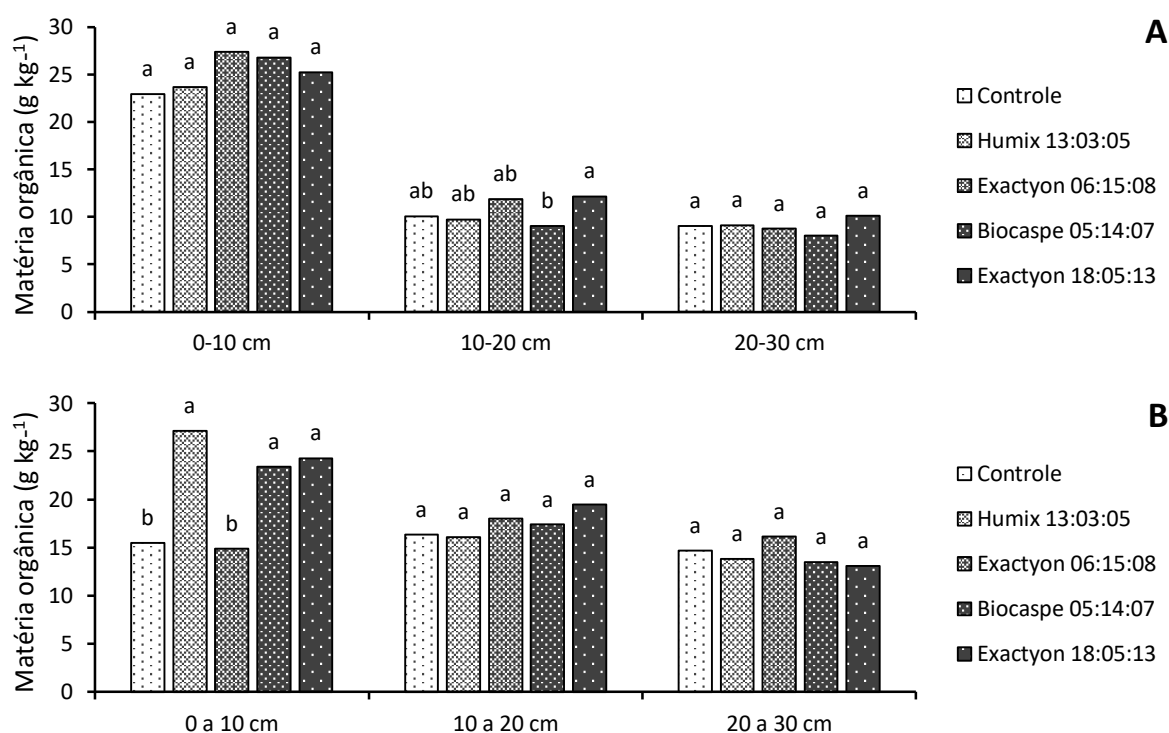 A
Matéria orgânica (g kg-1)
30
25
20
15
10
5
0
a a a a a
ab ab ab b a
a a a a a
0-10 cm 10-20 cm 20-30 cm
Controle
Humix 13:03:05
Exactyon 06:15:08
Biocaspe 05:14:07
Exactyon 18:05:13
B
Matéria orgânica (g kg-1)
30
25
20
15
10
5
0
b a b a a
a a a a a
a a a a a
0 a 10 cm 10 a 20 cm 20 a 30 cm
Controle
Humix 13:03:05
Exactyon 06:15:08
Biocaspe 05:14:07
Exactyon 18:05:13